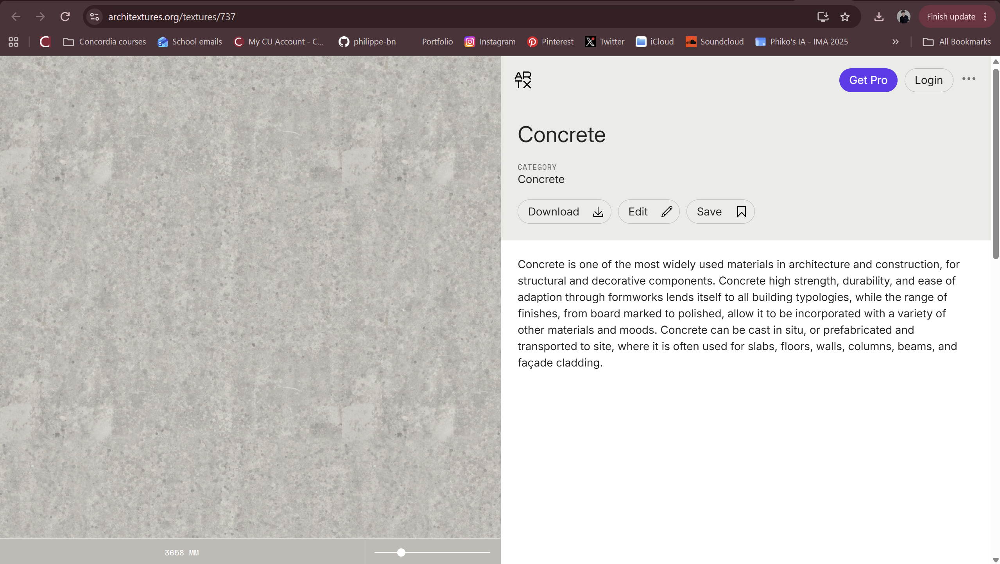 architextures.org/textures/737
Finish update
Concordia courses
School emails
My CU Account - C...
philippe-bn
Portfolio
Instagram
Pinterest
Twitter
iCloud
Soundcloud
Phiko's IA - IMA 2025
All Bookmarks
AR
TX
Get Pro
Login
Concrete
CATEGORY
Concrete
Download
Edit
Save
Concrete is one of the most widely used materials in architecture and construction, for
structural and decorative components. Concrete high strength, durability, and ease of
adaption through formworks lends itself to all building typologies, while the range of
finishes, from board marked to polished, allow it to be incorporated with a variety of
other materials and moods. Concrete can be cast in situ, or prefabricated and
transported to site, where it is often used for slabs, floors, walls, columns, beams, and
façade cladding.
3658 MM